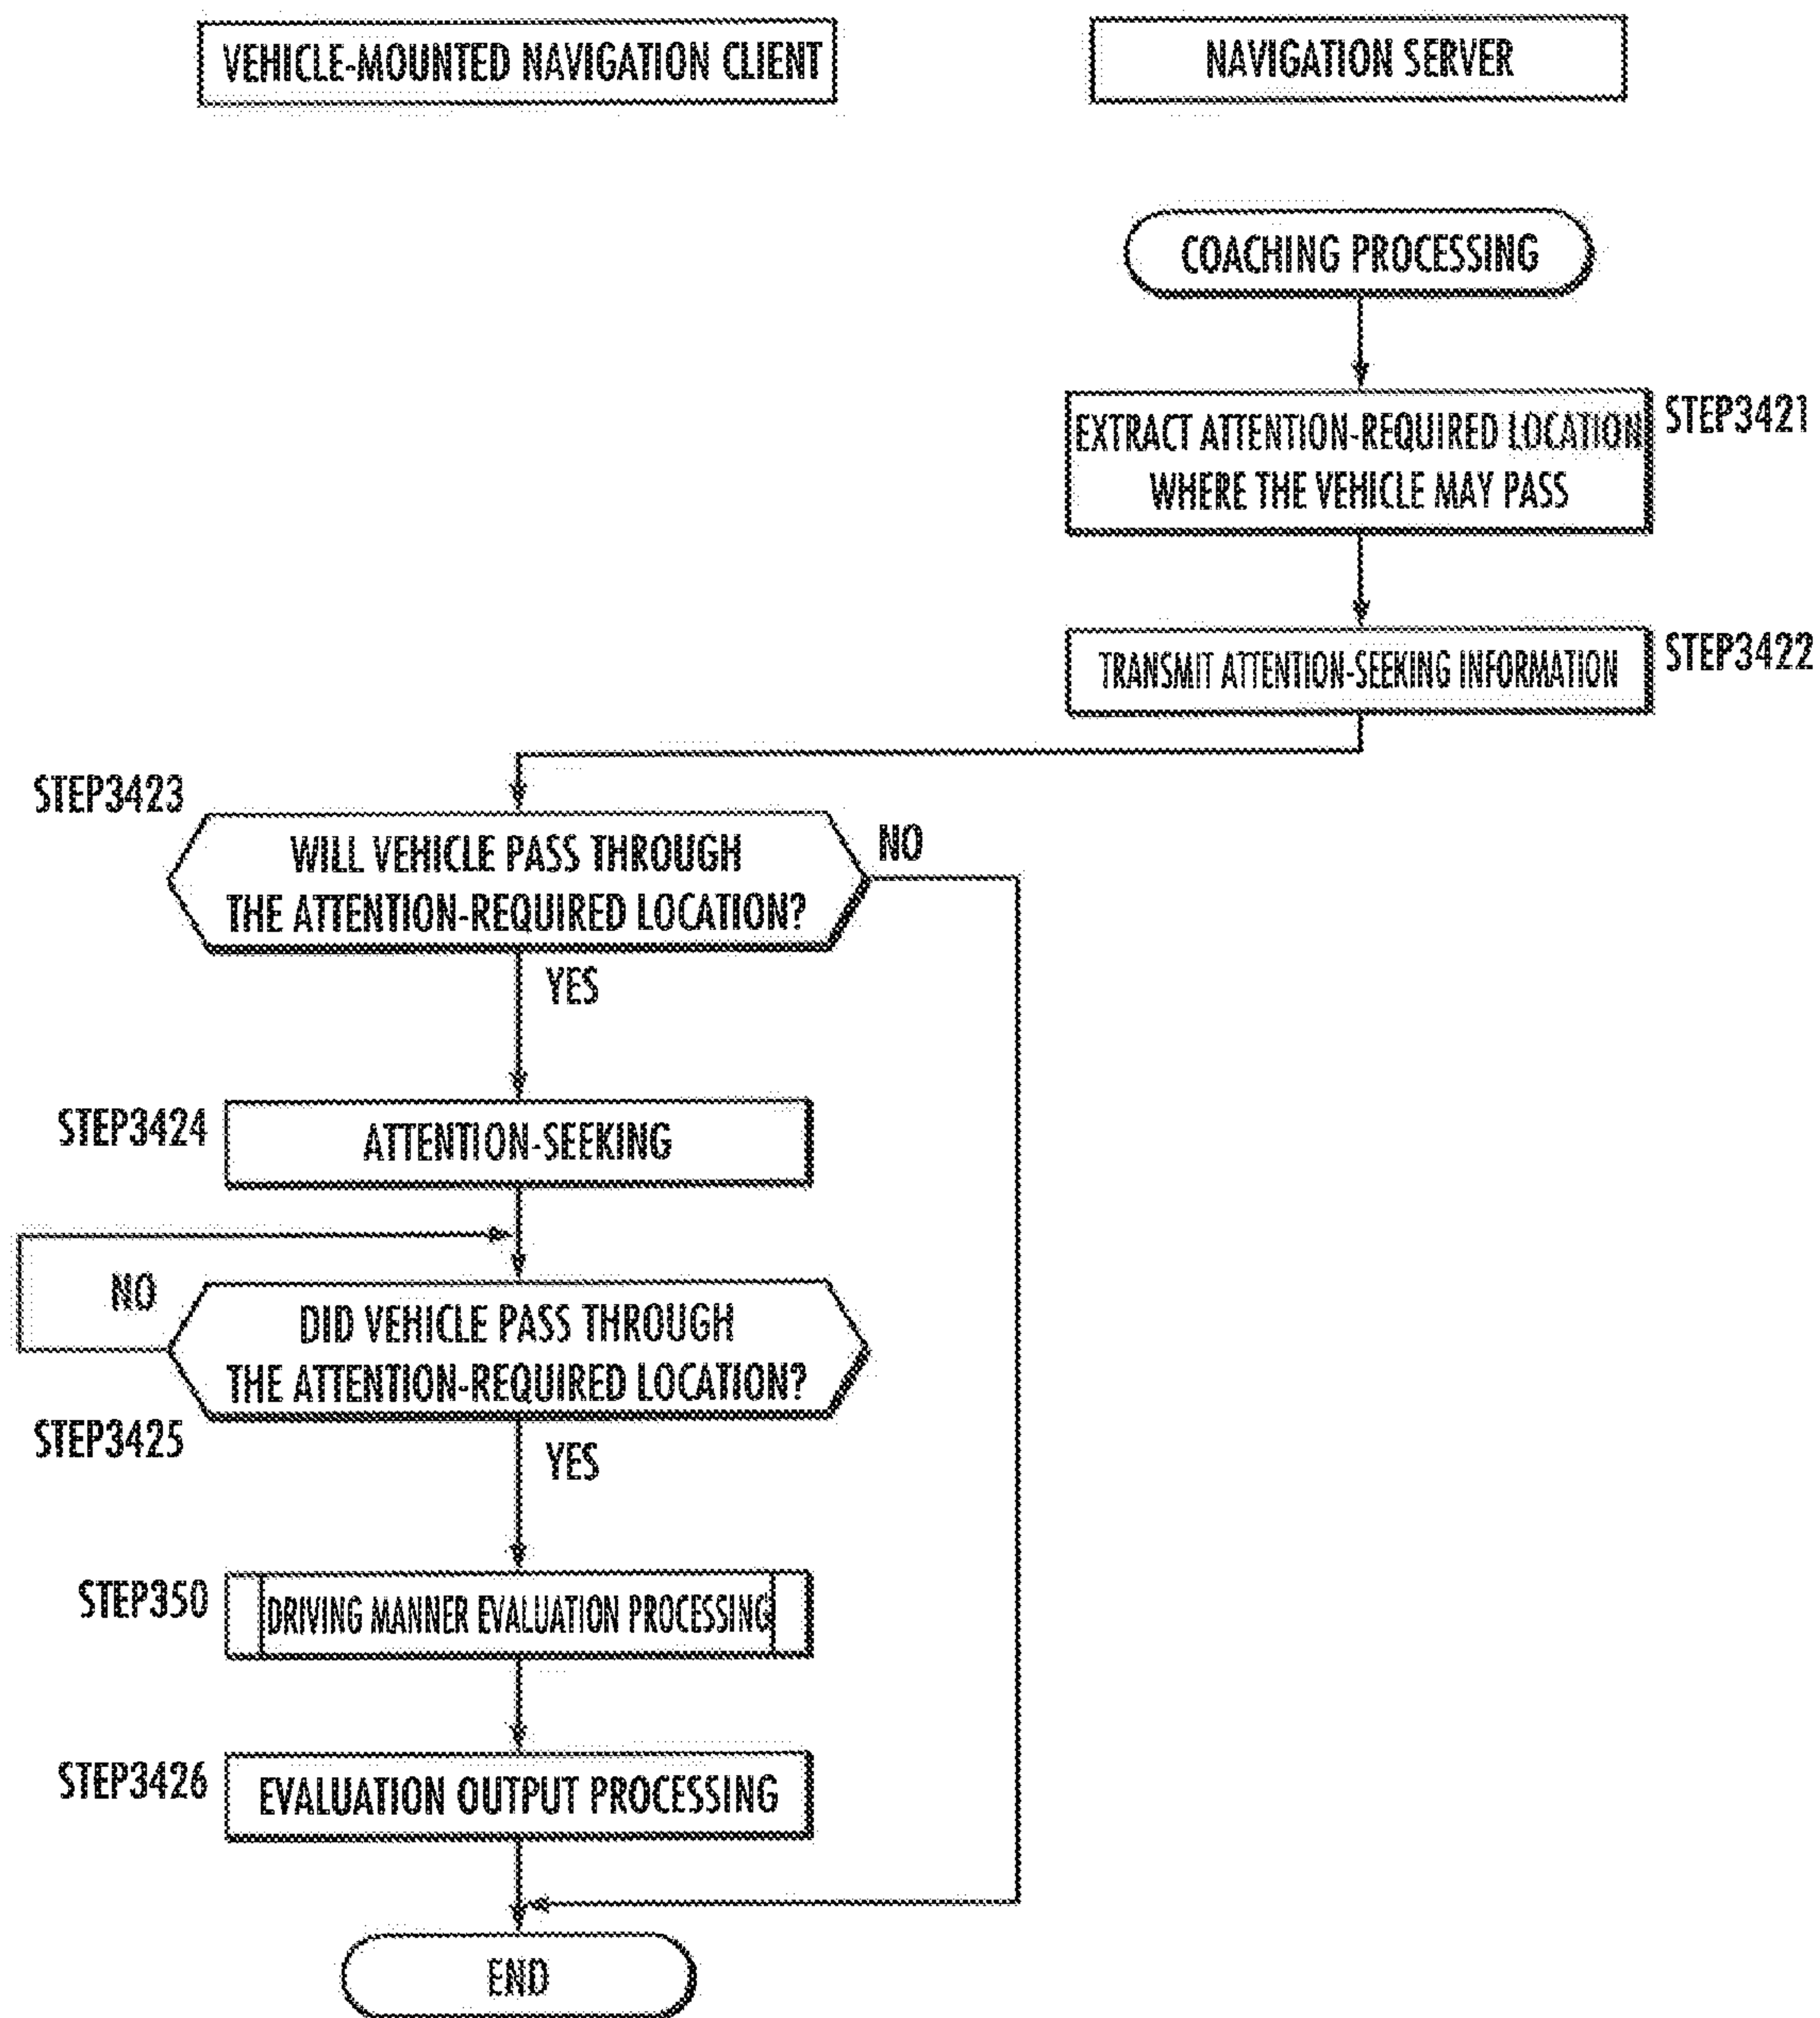 VEHICLE-MOUNTED NAVIGATION CLIENT
NAVIGATION SERVER
COACHING PROCESSING
EXTRACT ATTENTION-REQUIRED LOCATION
WHERE THE VEHICLE MAY PASS
STEP3421
TRANSMIT ATTENTION-SEEKING INFORMATION
STEP3422
STEP3423
WILL VEHICLE PASS THROUGH
THE ATTENTION-REQUIRED LOCATION?
NO
YES
STEP3424
ATTENTION-SEEKING
NO
DID VEHICLE PASS THROUGH
THE ATTENTION-REQUIRED LOCATION?
STEP3425
YES
STEP350
DRIVING MANNER EVALUATION PROCESSING
STEP3426
EVALUATION OUTPUT PROCESSING
END